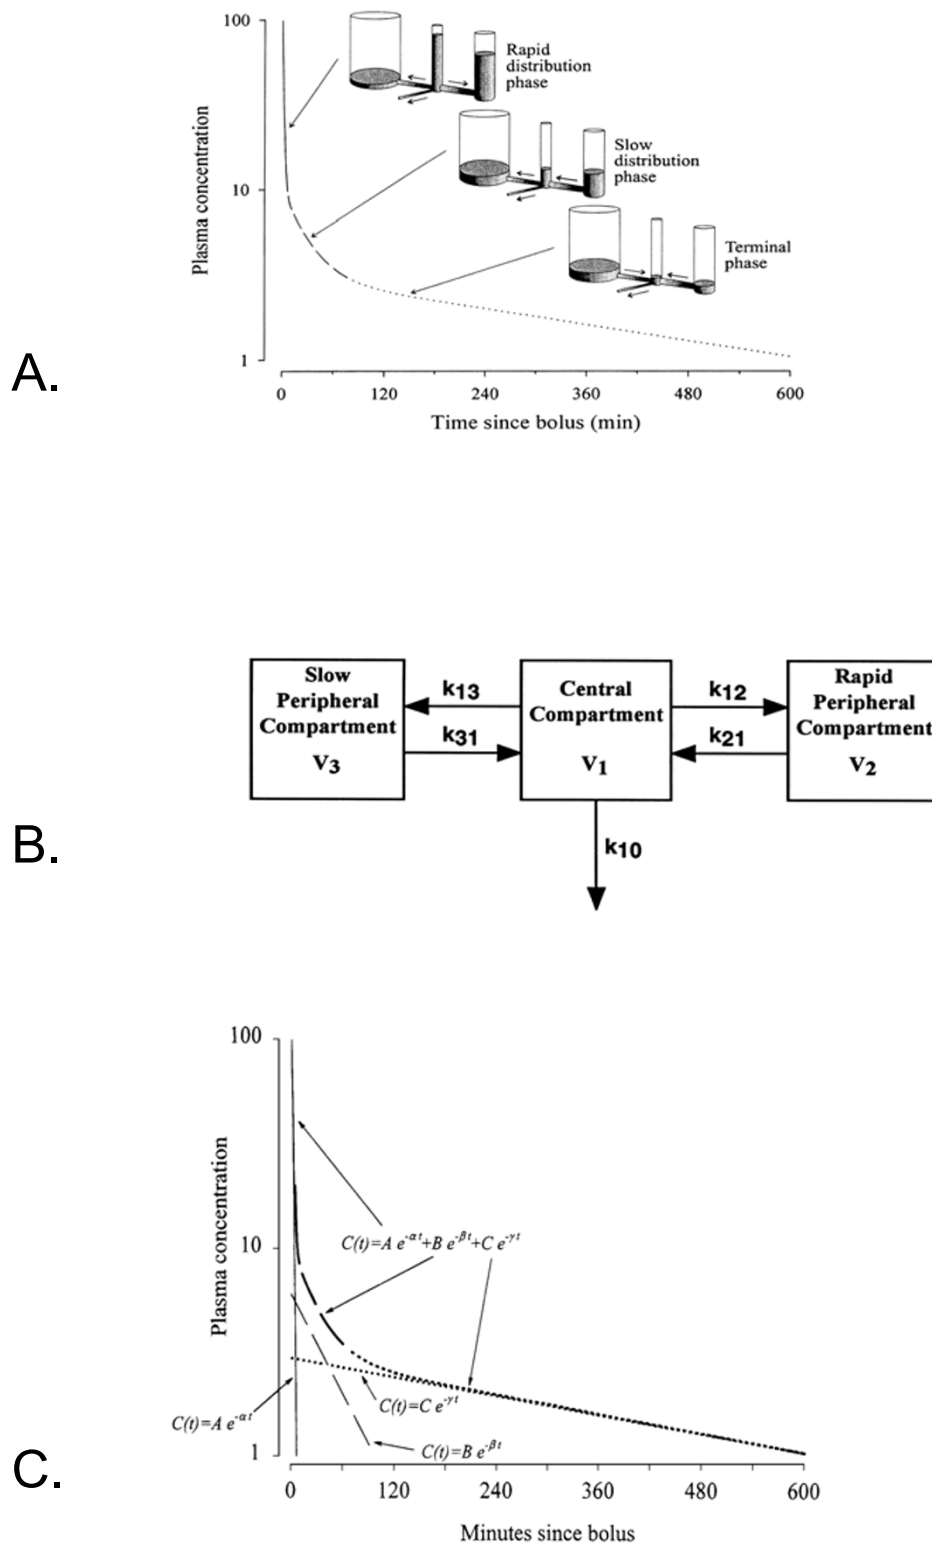 100
10
1
Plasma concentration
Rapid
distribution
phase
Slow
distribution
phase
Terminal
phase
0 120 240 360 480 600
Time since bolus (min)
A.
Slow
Peripheral
Compartment
V3
k13
k31
Central
Compartment
V1
k12
k21
Rapid
Peripheral
Compartment
V2
k10
B.
100
10
1
Plasma concentration
C(t)=A e-αt+B e-βt+C e-γt
C(t)=C e-γt
C(t)=A e-αt
C(t)=B e-βt
0 120 240 360 480 600
Minutes since bolus
C.